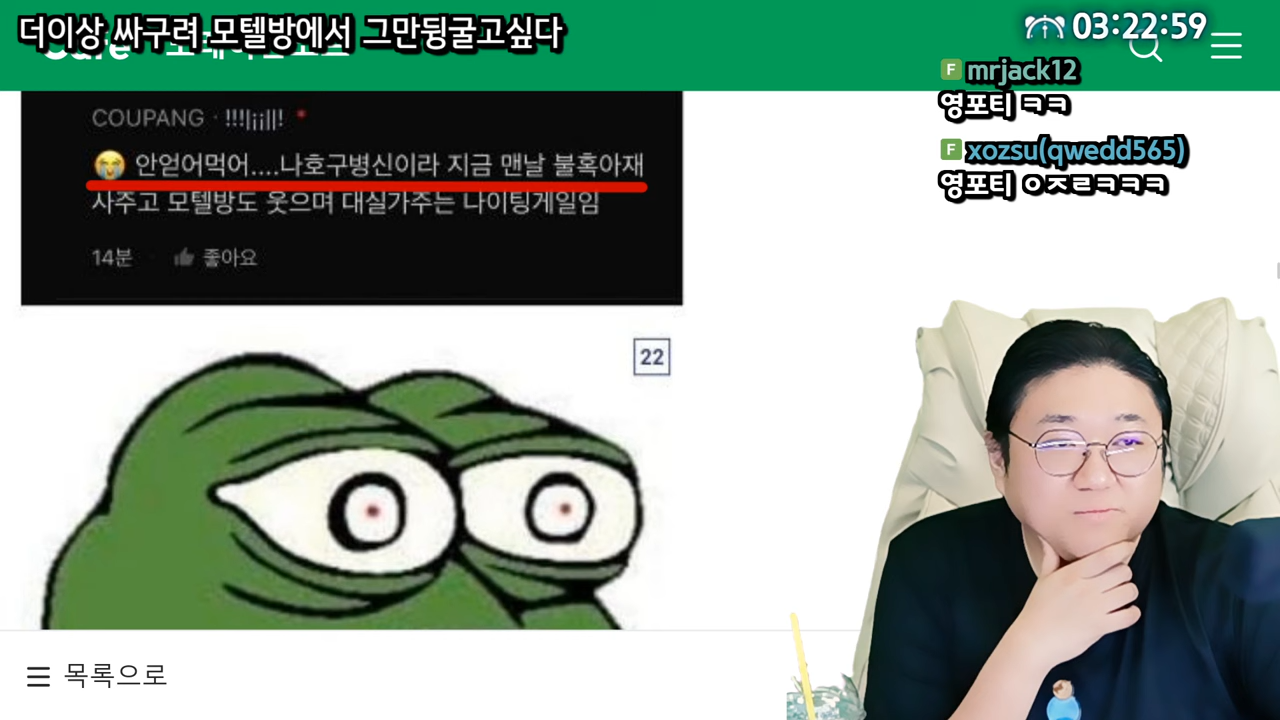 더이상 싸구려 모텔방에서 그만뒹굴고싶다
03:22:59
F mrjack12
영포티 ㅋㅋ
F xozsu(qwedd565)
영포티 ㅇㅈㄹㅋㅋㅋ
COUPANG · !!!|¡¡||!
😭 안얻어먹어....나호구병신이라 지금 맨날 불혹아재
사주고 모텔방도 웃으며 대실가주는 나이팅게일임
14분 · 좋아요
22
목록으로